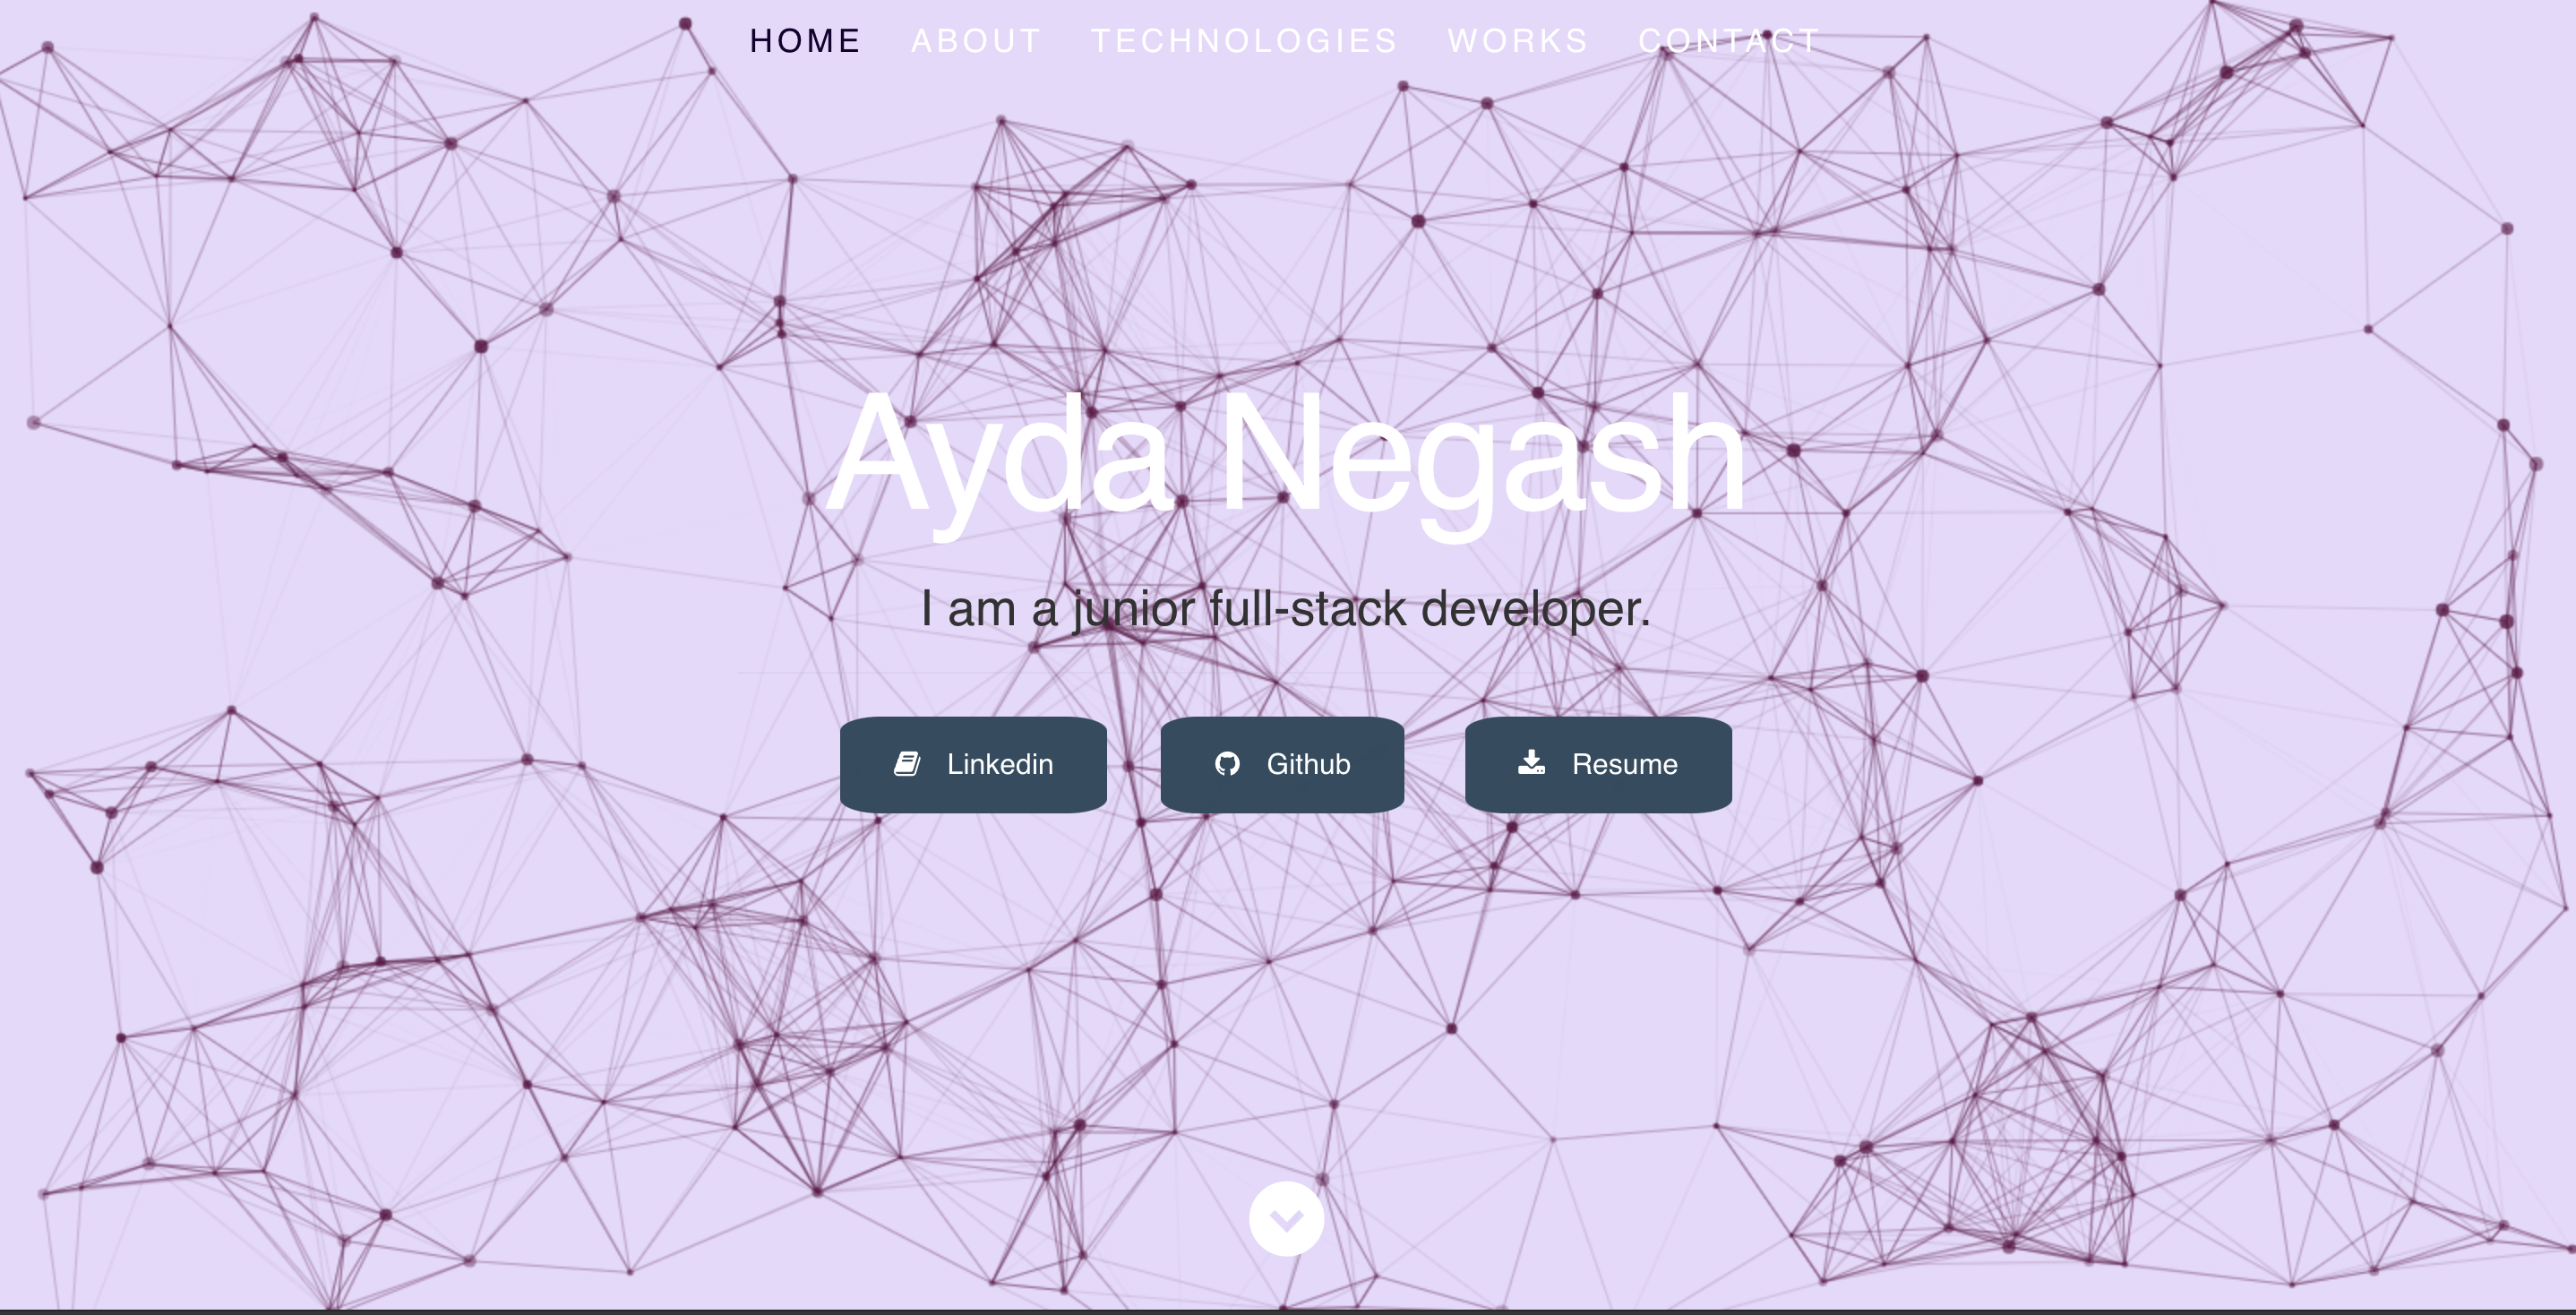 HOME ABOUT TECHNOLOGIES WORKS CONTACT
Ayda Negash
I am a junior full-stack developer.
Linkedin Github Resume